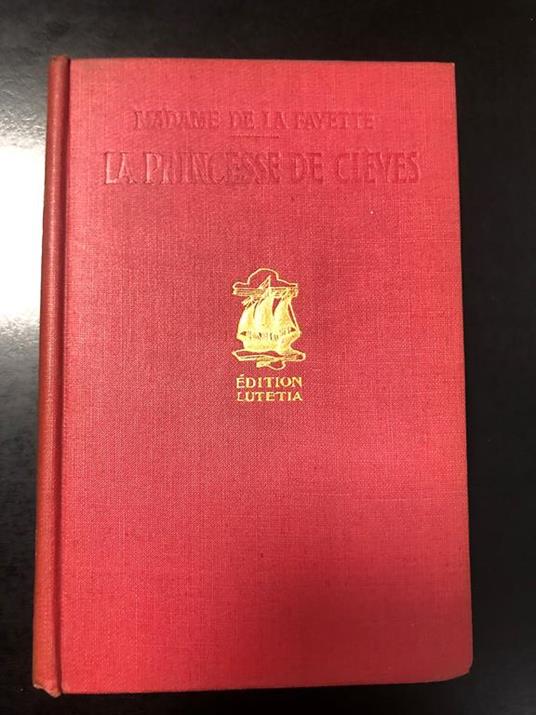 MADAME DE LA FAYETTE
LA PRINCESSE DE CLÈVES
ÉDITION
LUTETIA